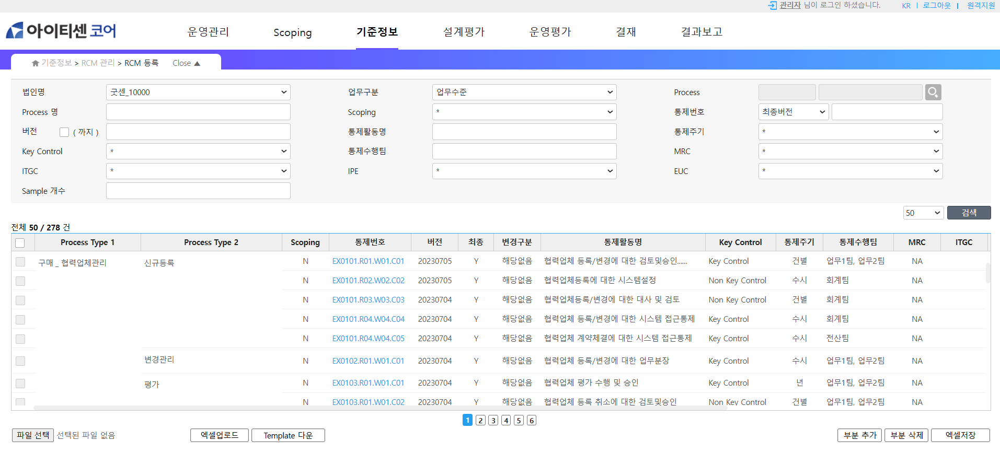 관리자 님이 로그인 하셨습니다. KR | 로그아웃 | 원격지원
아이티센 코어
운영관리 Scoping 기준정보 설계평가 운영평가 결재 결과보고
기준정보 > RCM 관리 > RCM 등록 Close ▲
법인명 굿센_10000 업무구분 업무수준 Process
Process 명 Scoping * 통제번호 최종버전
버전 ( 까지 ) 통제활동명 통제주기 *
Key Control * 통제수행팀 MRC *
ITGC * IPE * EUC *
Sample 개수
50 검색
전체 50 / 278 건
Process Type 1 Process Type 2 Scoping 통제번호 버전 최종 변경구분 통제활동명 Key Control 통제주기 통제수행팀 MRC ITGC
구매 _ 협력업체관리 신규등록 N EX0101.R01.W01.C01 20230705 Y 해당없음 협력업체 등록/변경에 대한 검토및승인...... Key Control 건별 업무1팀, 업무2팀 NA
N EX0101.R02.W02.C02 20230705 Y 해당없음 협력업체등록에 대한 시스템설정 Non Key Control 수시 회계팀 NA
N EX0101.R03.W03.C03 20230704 Y 해당없음 협력업체등록/변경에 대한 대사 및 검토 Non Key Control 건별 회계팀 NA
N EX0101.R04.W04.C04 20230704 Y 해당없음 협력업체 등록/변경에 대한 시스템 접근통제 Key Control 수시 회계팀 NA
N EX0101.R04.W04.C05 20230704 Y 해당없음 협력업체 계약체결에 대한 시스템 접근통제 Key Control 수시 전산팀 NA
변경관리 N EX0102.R01.W01.C01 20230704 Y 해당없음 협력업체 등록/변경에 대한 업무분장 Key Control 수시 업무1팀, 업무2팀 NA
평가 N EX0103.R01.W01.C01 20230704 Y 해당없음 협력업체 평가 수행 및 승인 Key Control 년 업무1팀, 업무2팀 NA
N EX0103.R01.W01.C02 20230704 Y 해당없음 협력업체 등록 취소에 대한 검토및승인 Non Key Control 건별 업무1팀, 업무2팀 NA
1 2 3 4 5 6
파일 선택 선택된 파일 없음 엑셀업로드 Template 다운 부분 추가 부분 삭제 엑셀저장